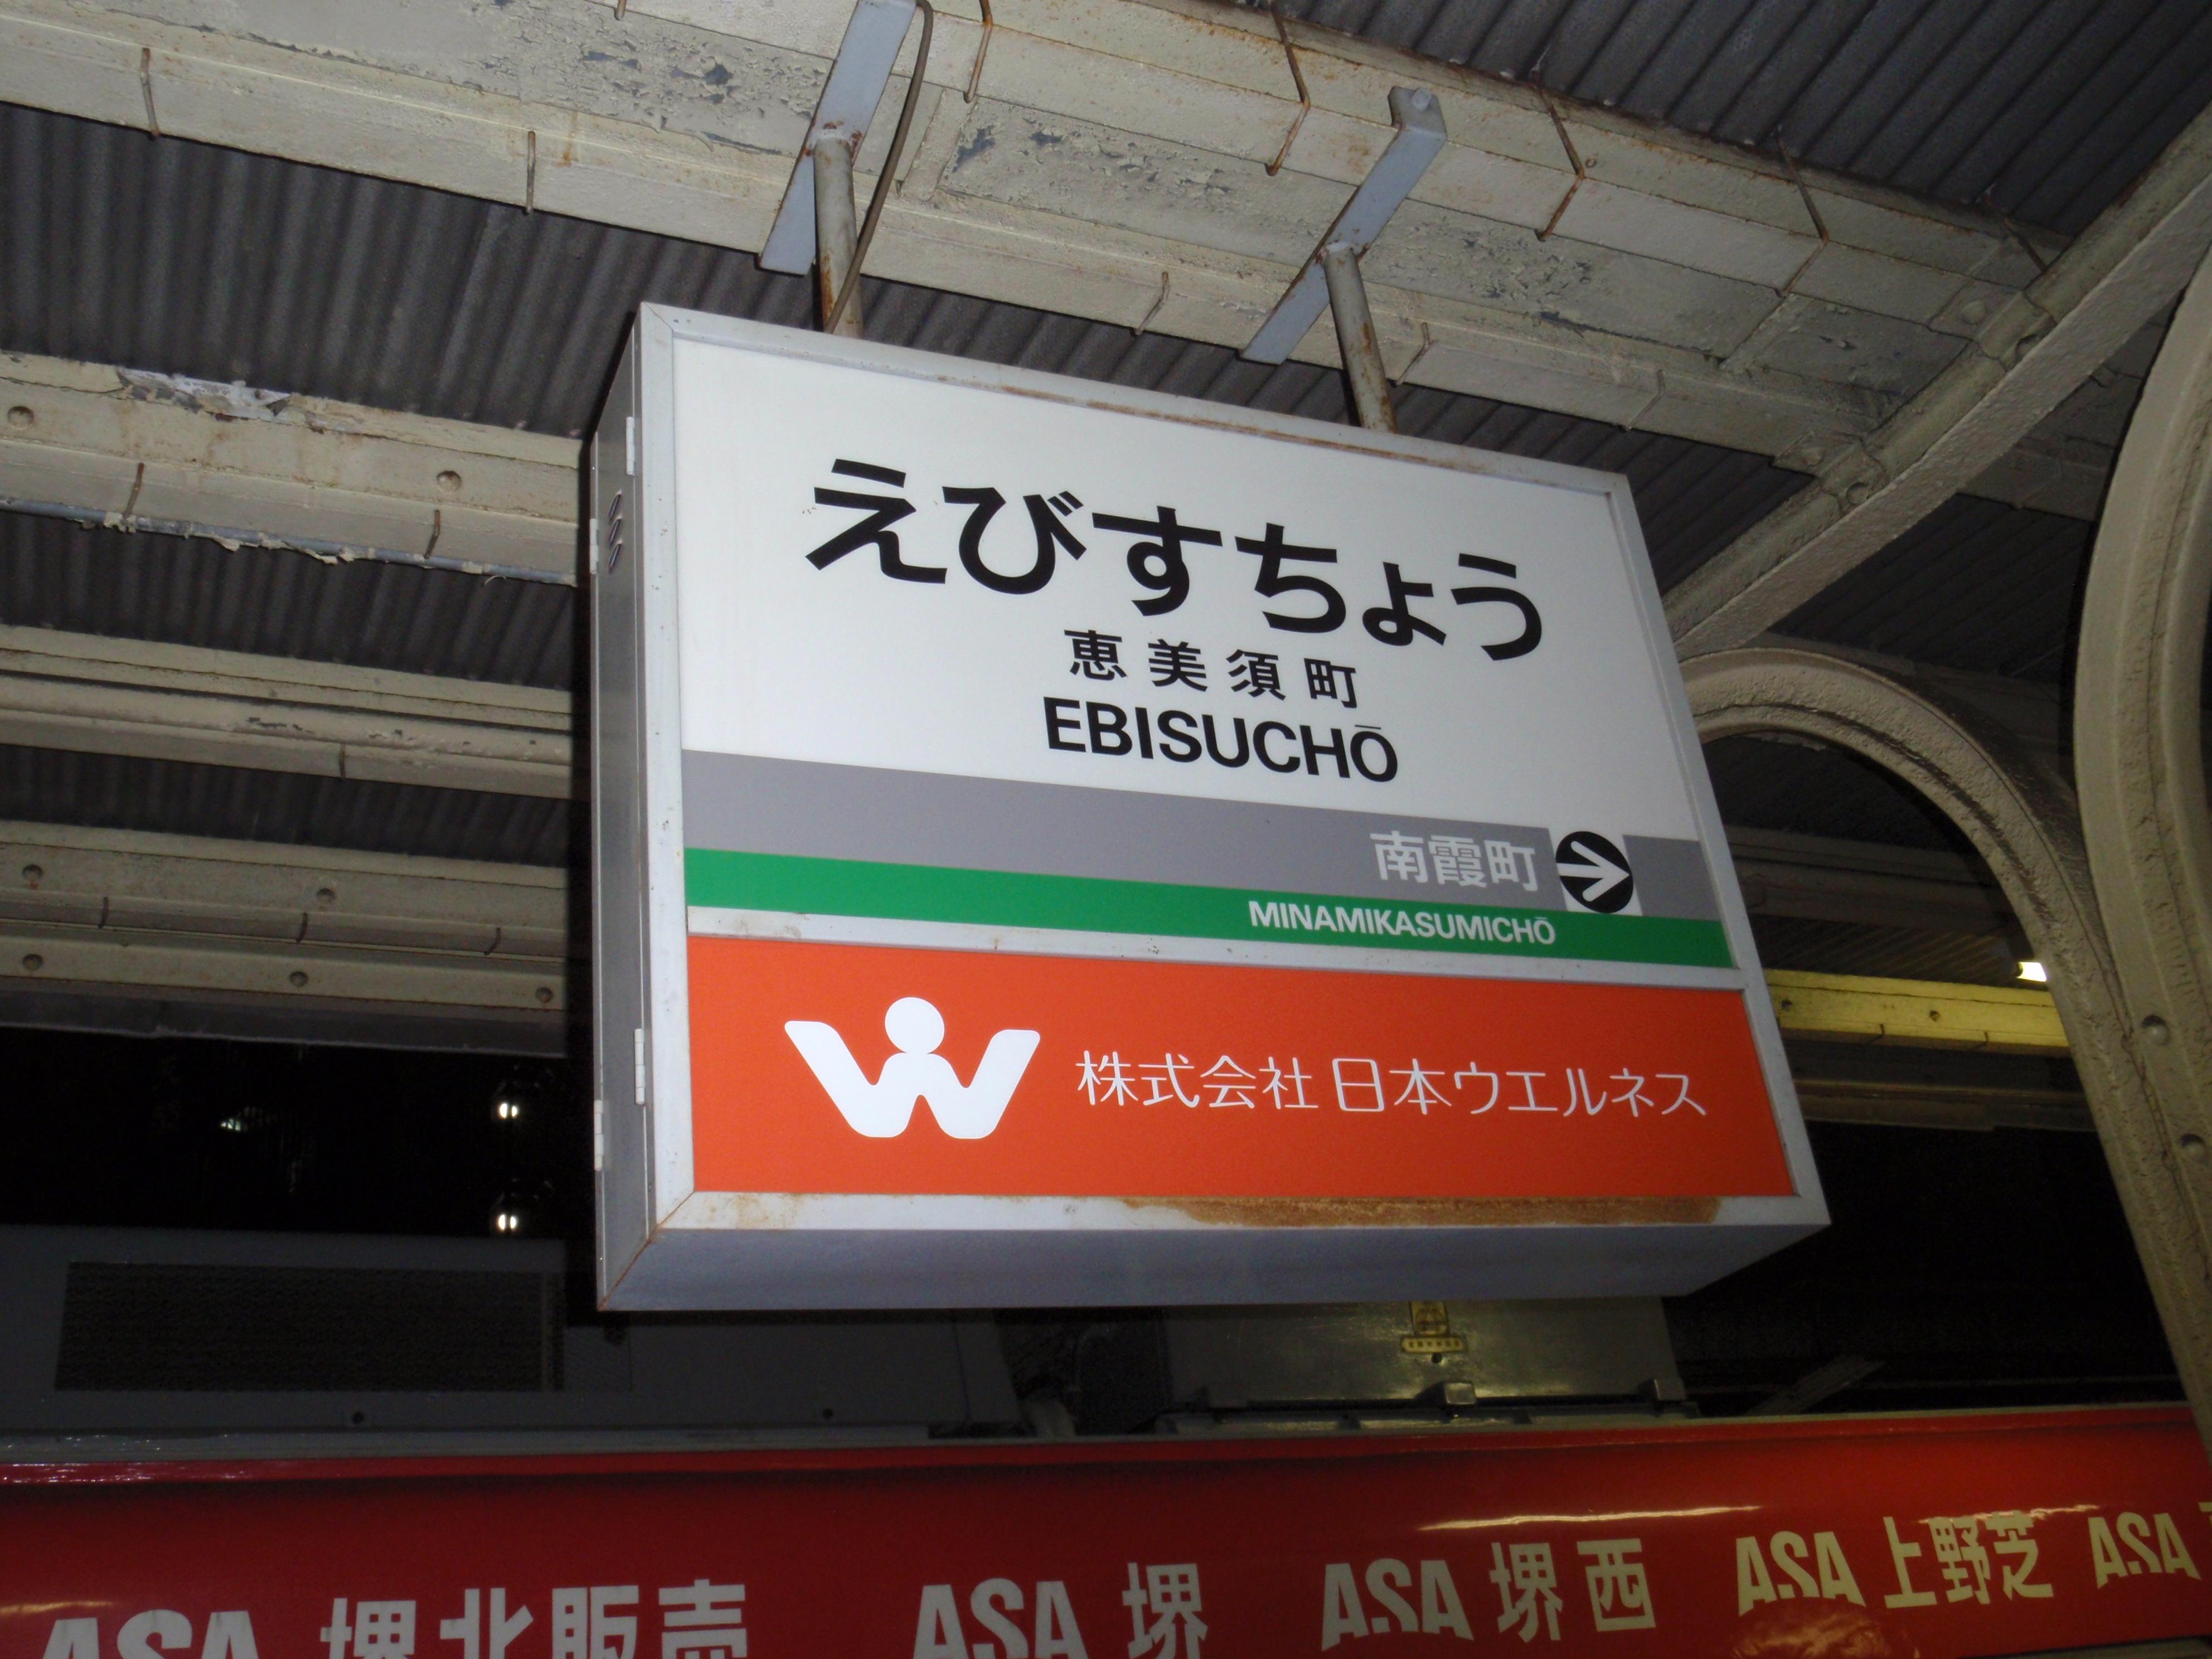 えびすちょう
恵美須町
EBISUCHŌ
南霞町
MINAMIKASUMICHŌ
株式会社 日本ウエルネス
ASA 堺北販売 ASA 堺 ASA 堺西 ASA 上野芝 ASA